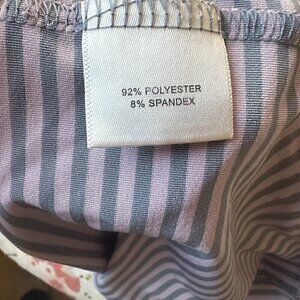 92% POLYESTER
8% SPANDEX